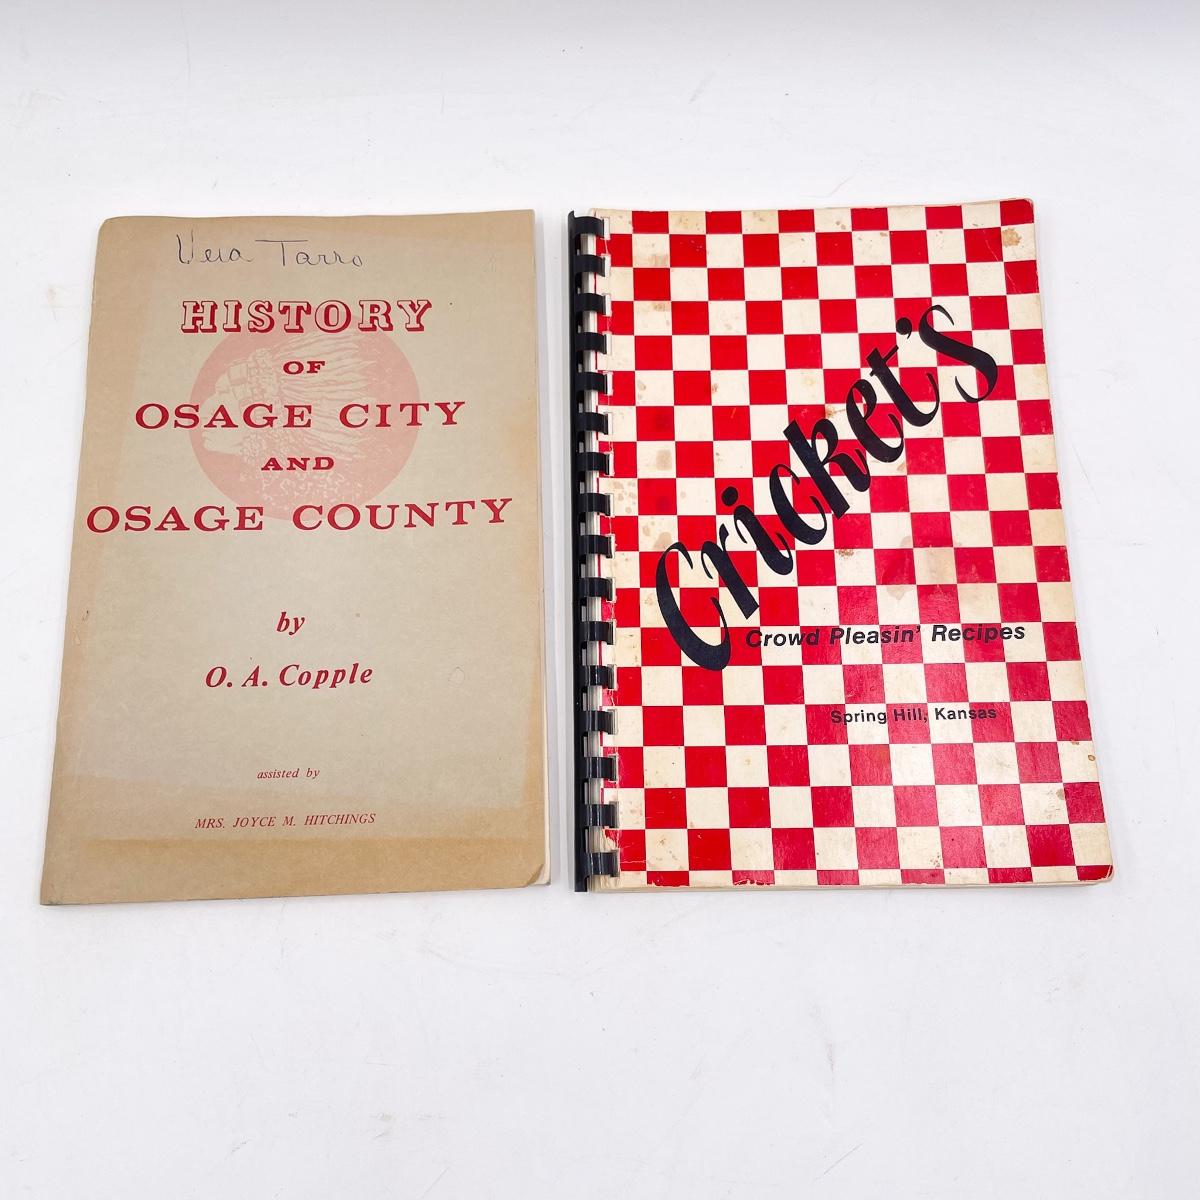 Vera Tarro
HISTORY
OF
OSAGE CITY
AND
OSAGE COUNTY
by
O. A. Copple
assisted by
MRS. JOYCE M. HITCHINGS
Cricket's
Crowd Pleasin' Recipes
Spring Hill, Kansas